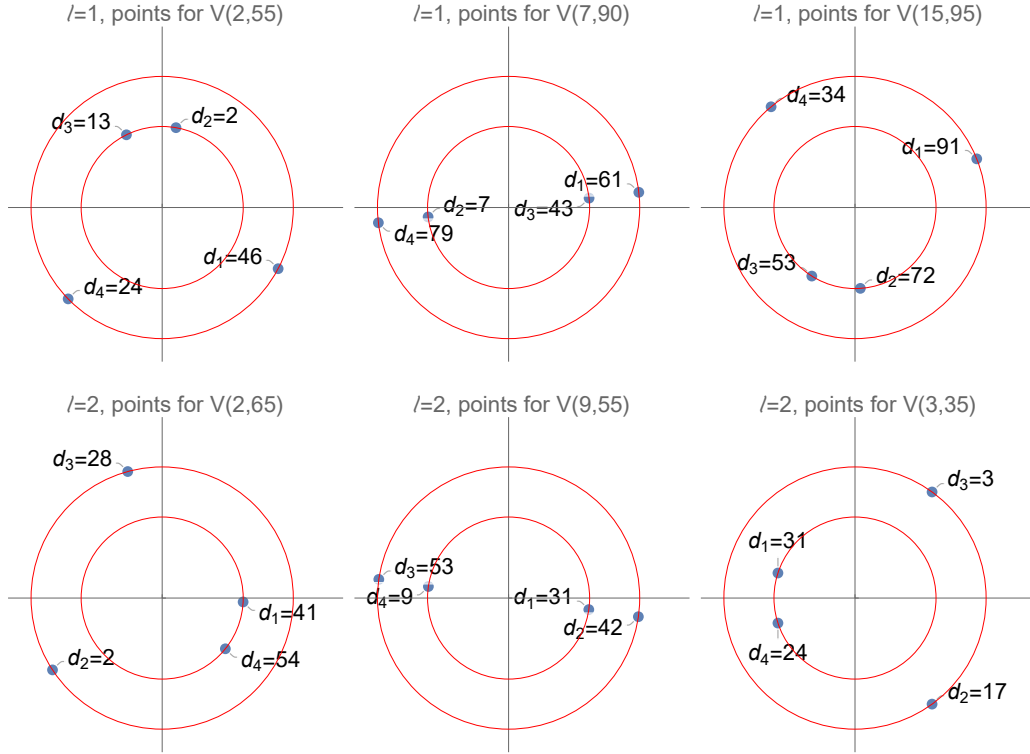 ℓ=1, points for V(2,55)
d₃=13
d₂=2
d₁=46
d₄=24
ℓ=1, points for V(7,90)
d₁=61
d₂=7
d₃=43
d₄=79
ℓ=1, points for V(15,95)
d₄=34
d₁=91
d₃=53
d₂=72
ℓ=2, points for V(2,65)
d₃=28
d₁=41
d₂=2
d₄=54
ℓ=2, points for V(9,55)
d₃=53
d₄=9
d₁=31
d₂=42
ℓ=2, points for V(3,35)
d₃=3
d₁=31
d₄=24
d₂=17